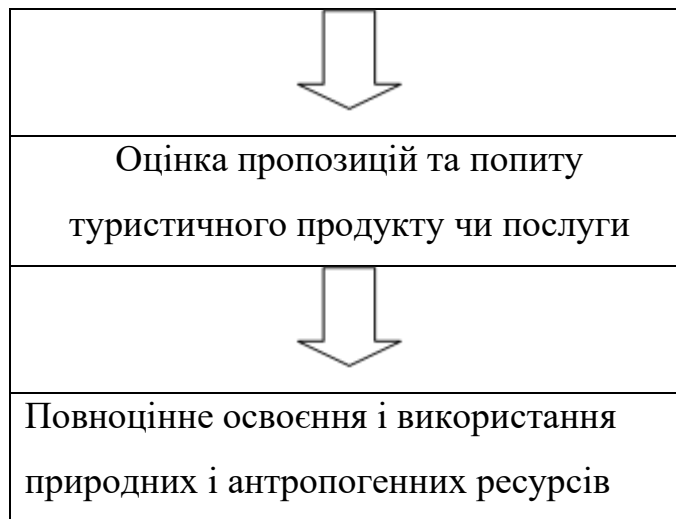 Оцінка пропозицій та попиту
туристичного продукту чи послуги
Повноцінне освоєння і використання
природних і антропогенних ресурсів